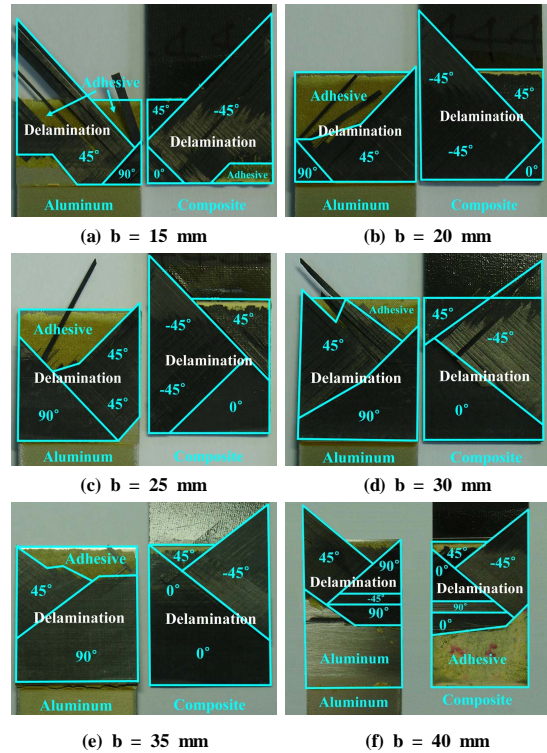 Adhesive
45°
-45°
Delamination
Delamination
45°
90°
0°
Adhesive
Aluminum
Composite
(a) b = 15 mm
Adhesive
-45°
45°
Delamination
Delamination
45°
-45°
90°
0°
Aluminum
Composite
(b) b = 20 mm
Adhesive
-45°
45°
45°
Delamination
Delamination
90°
45°
-45°
0°
Aluminum
Composite
(c) b = 25 mm
Adhesive
45°
-45°
45°
Delamination
Delamination
90°
0°
Aluminum
Composite
(d) b = 30 mm
Adhesive
45°
-45°
45°
0°
Delamination
Delamination
90°
0°
Aluminum
Composite
(e) b = 35 mm
45°
90°
45°
0°
-45°
Delamination
Delamination
-45°
90°
90°
0°
Aluminum
Adhesive
Aluminum
Composite
(f) b = 40 mm